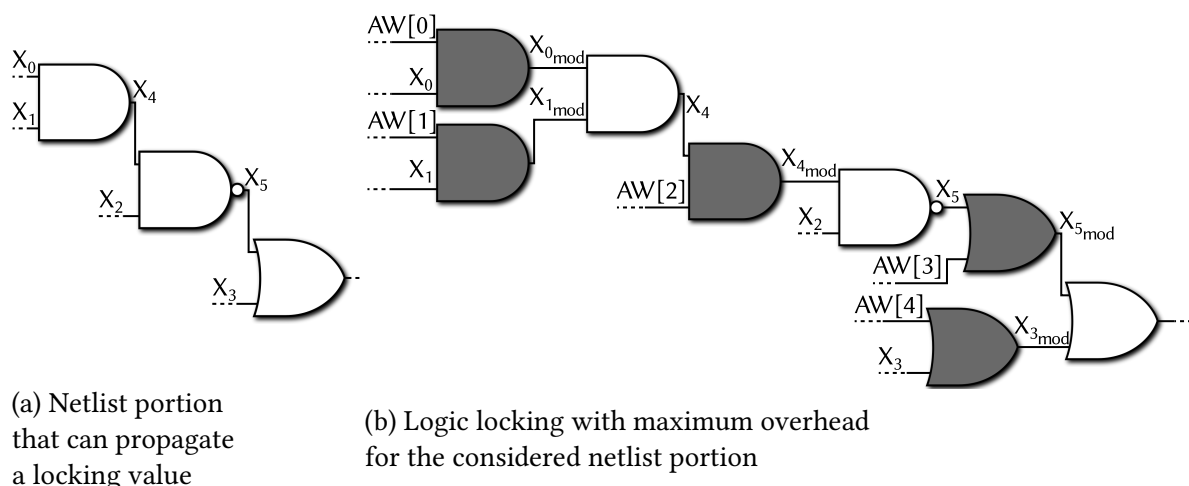 X₀
X₁
X₄
X₂
X₅
X₃
AW[0]
X₀
X₀mod
AW[1]
X₁
X₁mod
X₄
AW[2]
X₄mod
X₂
X₅
AW[3]
X₅mod
AW[4]
X₃
X₃mod
(a) Netlist portion
that can propagate
a locking value
(b) Logic locking with maximum overhead
for the considered netlist portion